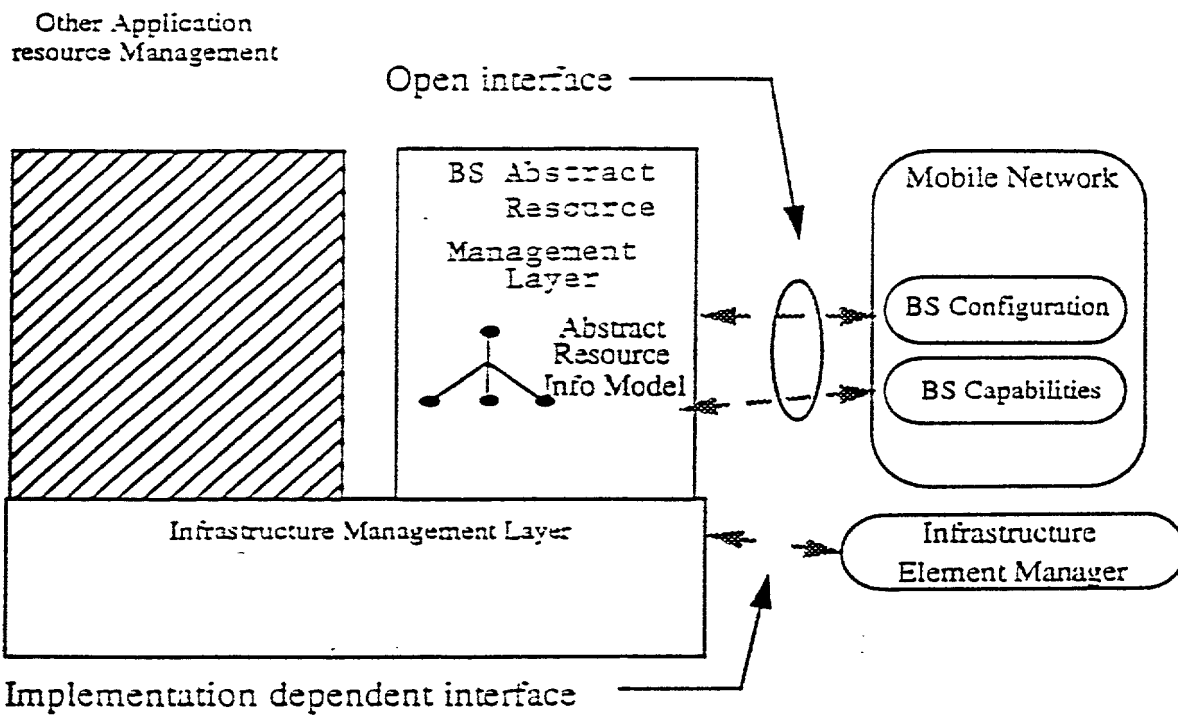 Other Application
resource Management
Open interface
BS Abstract
Resource
Management
Layer
Abstract
Resource
Info Model
Mobile Network
BS Configuration
BS Capabilities
Infrastructure Management Layer
Infrastructure
Element Manager
Implementation dependent interface